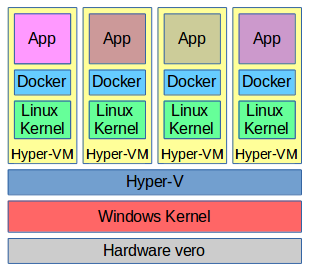 App App App App
Docker Docker Docker Docker
Linux Linux Linux Linux
Kernel Kernel Kernel Kernel
Hyper-VM Hyper-VM Hyper-VM Hyper-VM
Hyper-V
Windows Kernel
Hardware vero